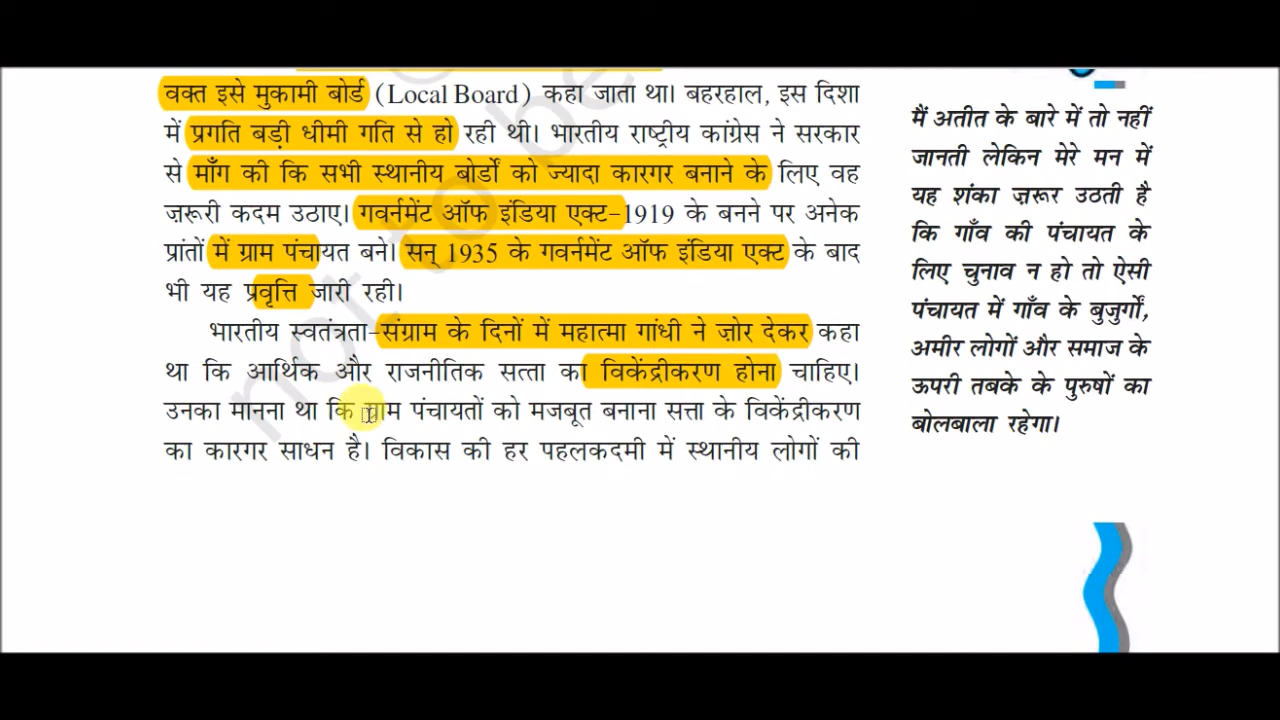 वक्त इसे मुकामी बोर्ड (Local Board) कहा जाता था। बहरहाल, इस दिशा
में प्रगति बड़ी धीमी गति से हो रही थी। भारतीय राष्ट्रीय कांग्रेस ने सरकार
से माँग की कि सभी स्थानीय बोर्डों को ज्यादा कारगर बनाने के लिए वह
ज़रूरी कदम उठाए। गवर्नमेंट ऑफ इंडिया एक्ट-1919 के बनने पर अनेक
प्रांतों में ग्राम पंचायत बने। सन् 1935 के गवर्नमेंट ऑफ इंडिया एक्ट के बाद
भी यह प्रवृत्ति जारी रही।
भारतीय स्वतंत्रता-संग्राम के दिनों में महात्मा गांधी ने ज़ोर देकर कहा
था कि आर्थिक और राजनीतिक सत्ता का विकेंद्रीकरण होना चाहिए।
उनका मानना था कि ग्राम पंचायतों को मजबूत बनाना सत्ता के विकेंद्रीकरण
का कारगर साधन है। विकास की हर पहलकदमी में स्थानीय लोगों की
मैं अतीत के बारे में तो नहीं
जानती लेकिन मेरे मन में
यह शंका ज़रूर उठती है
कि गाँव की पंचायत के
लिए चुनाव न हो तो ऐसी
पंचायत में गाँव के बुजुर्गों,
अमीर लोगों और समाज के
ऊपरी तबके के पुरुषों का
बोलबाला रहेगा।
not to be